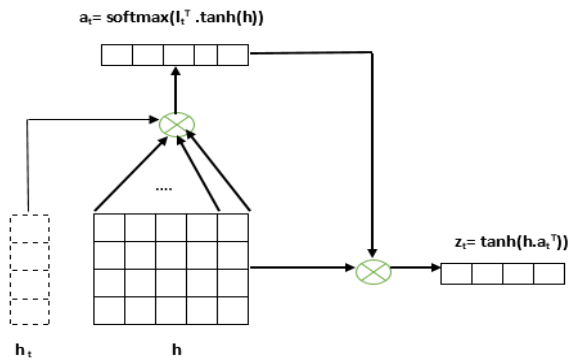 aₜ= softmax(lₜᵀ .tanh(h))
....
zₜ= tanh(h.aₜᵀ))
hₜ
h